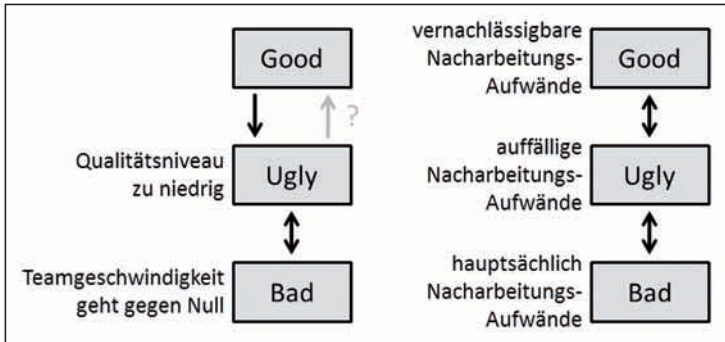 Good
?
Qualitätsniveau
zu niedrig
Ugly
Teamgeschwindigkeit
geht gegen Null
Bad
vernachlässigbare
Nacharbeitungs-
Aufwände
Good
auffällige
Nacharbeitungs-
Aufwände
Ugly
hauptsächlich
Nacharbeitungs-
Aufwände
Bad